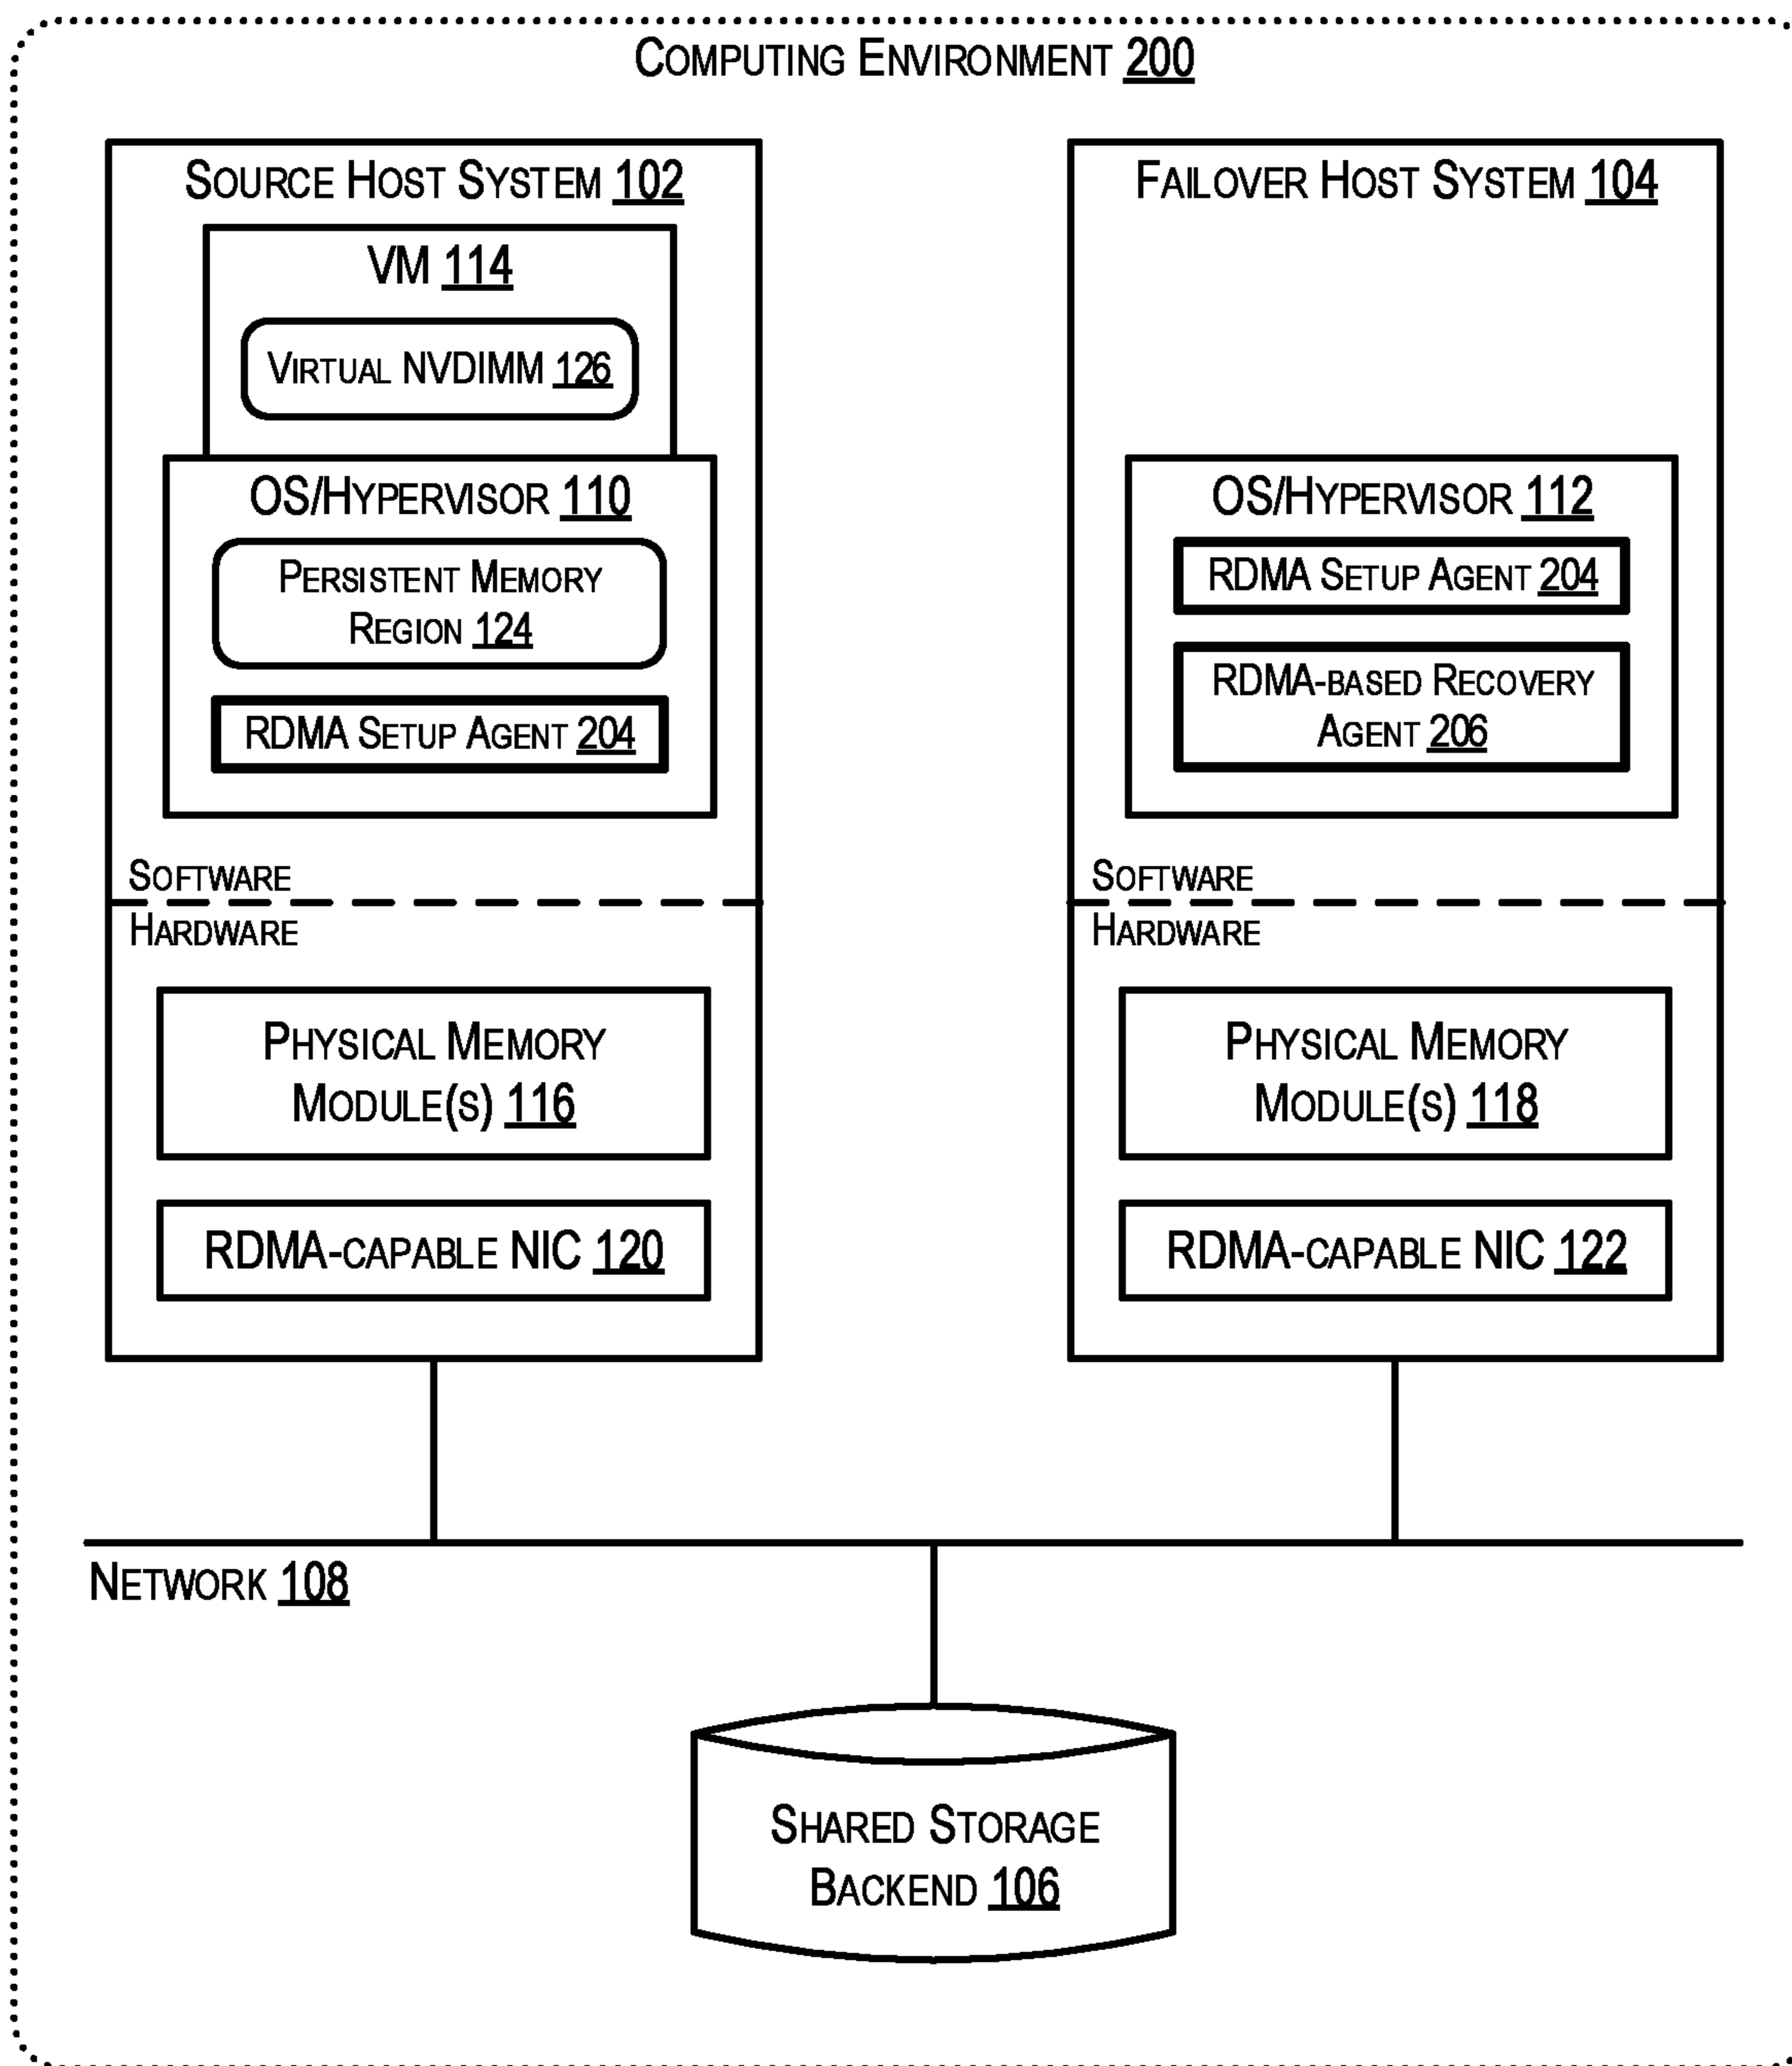 COMPUTING ENVIRONMENT 200
SOURCE HOST SYSTEM 102
VM 114
VIRTUAL NVDIMM 126
OS/HYPERVISOR 110
PERSISTENT MEMORY
REGION 124
RDMA SETUP AGENT 204
SOFTWARE
HARDWARE
PHYSICAL MEMORY
MODULE(S) 116
RDMA-CAPABLE NIC 120
FAILOVER HOST SYSTEM 104
OS/HYPERVISOR 112
RDMA SETUP AGENT 204
RDMA-BASED RECOVERY
AGENT 206
SOFTWARE
HARDWARE
PHYSICAL MEMORY
MODULE(S) 118
RDMA-CAPABLE NIC 122
NETWORK 108
SHARED STORAGE
BACKEND 106